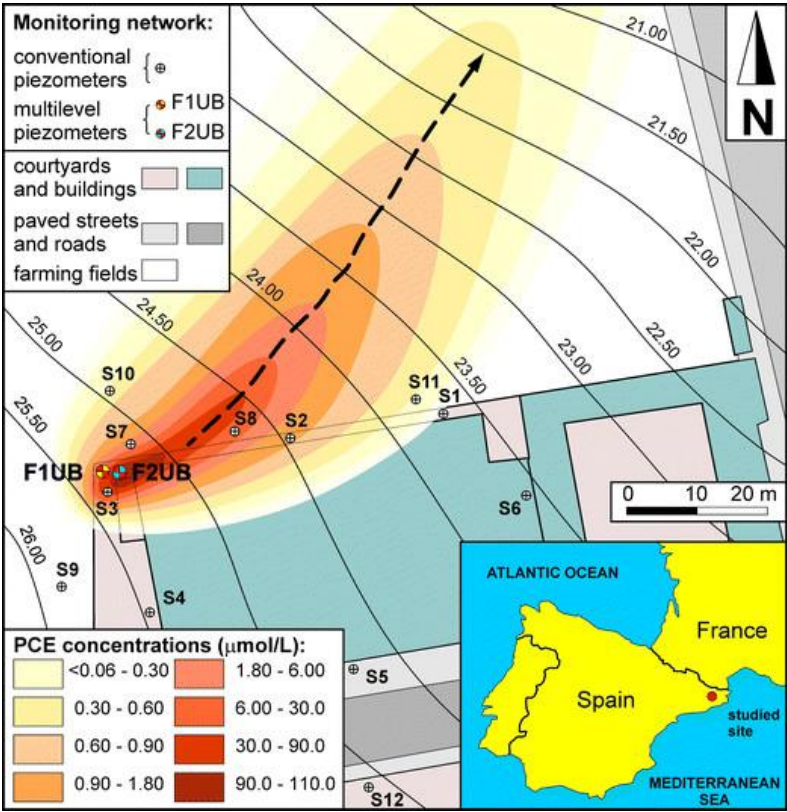 Monitoring network:
conventional
piezometers
multilevel
piezometers
F1UB
F2UB
courtyards
and buildings
paved streets
and roads
farming fields
N
21.00
21.50
22.00
22.50
23.00
23.50
24.00
24.50
25.00
25.50
26.00
S10
S11
S1
S7
S8
S2
F1UB
F2UB
S3
S6
S9
S4
S5
S12
0 10 20 m
PCE concentrations (μmol/L):
<0.06 - 0.30
0.30 - 0.60
0.60 - 0.90
0.90 - 1.80
1.80 - 6.00
6.00 - 30.0
30.0 - 90.0
90.0 - 110.0
ATLANTIC OCEAN
France
Spain
studied
site
MEDITERRANEAN
SEA